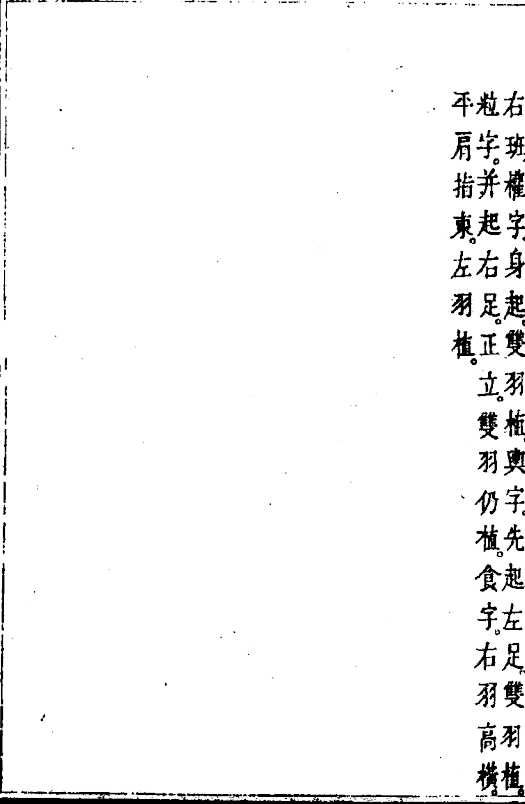 右班權字身起。雙羽植。輿字。先起左足。雙羽植。
粒字。并起右足。正立。雙羽仍植。食字。右羽高橫。
平肩指東。左羽植。